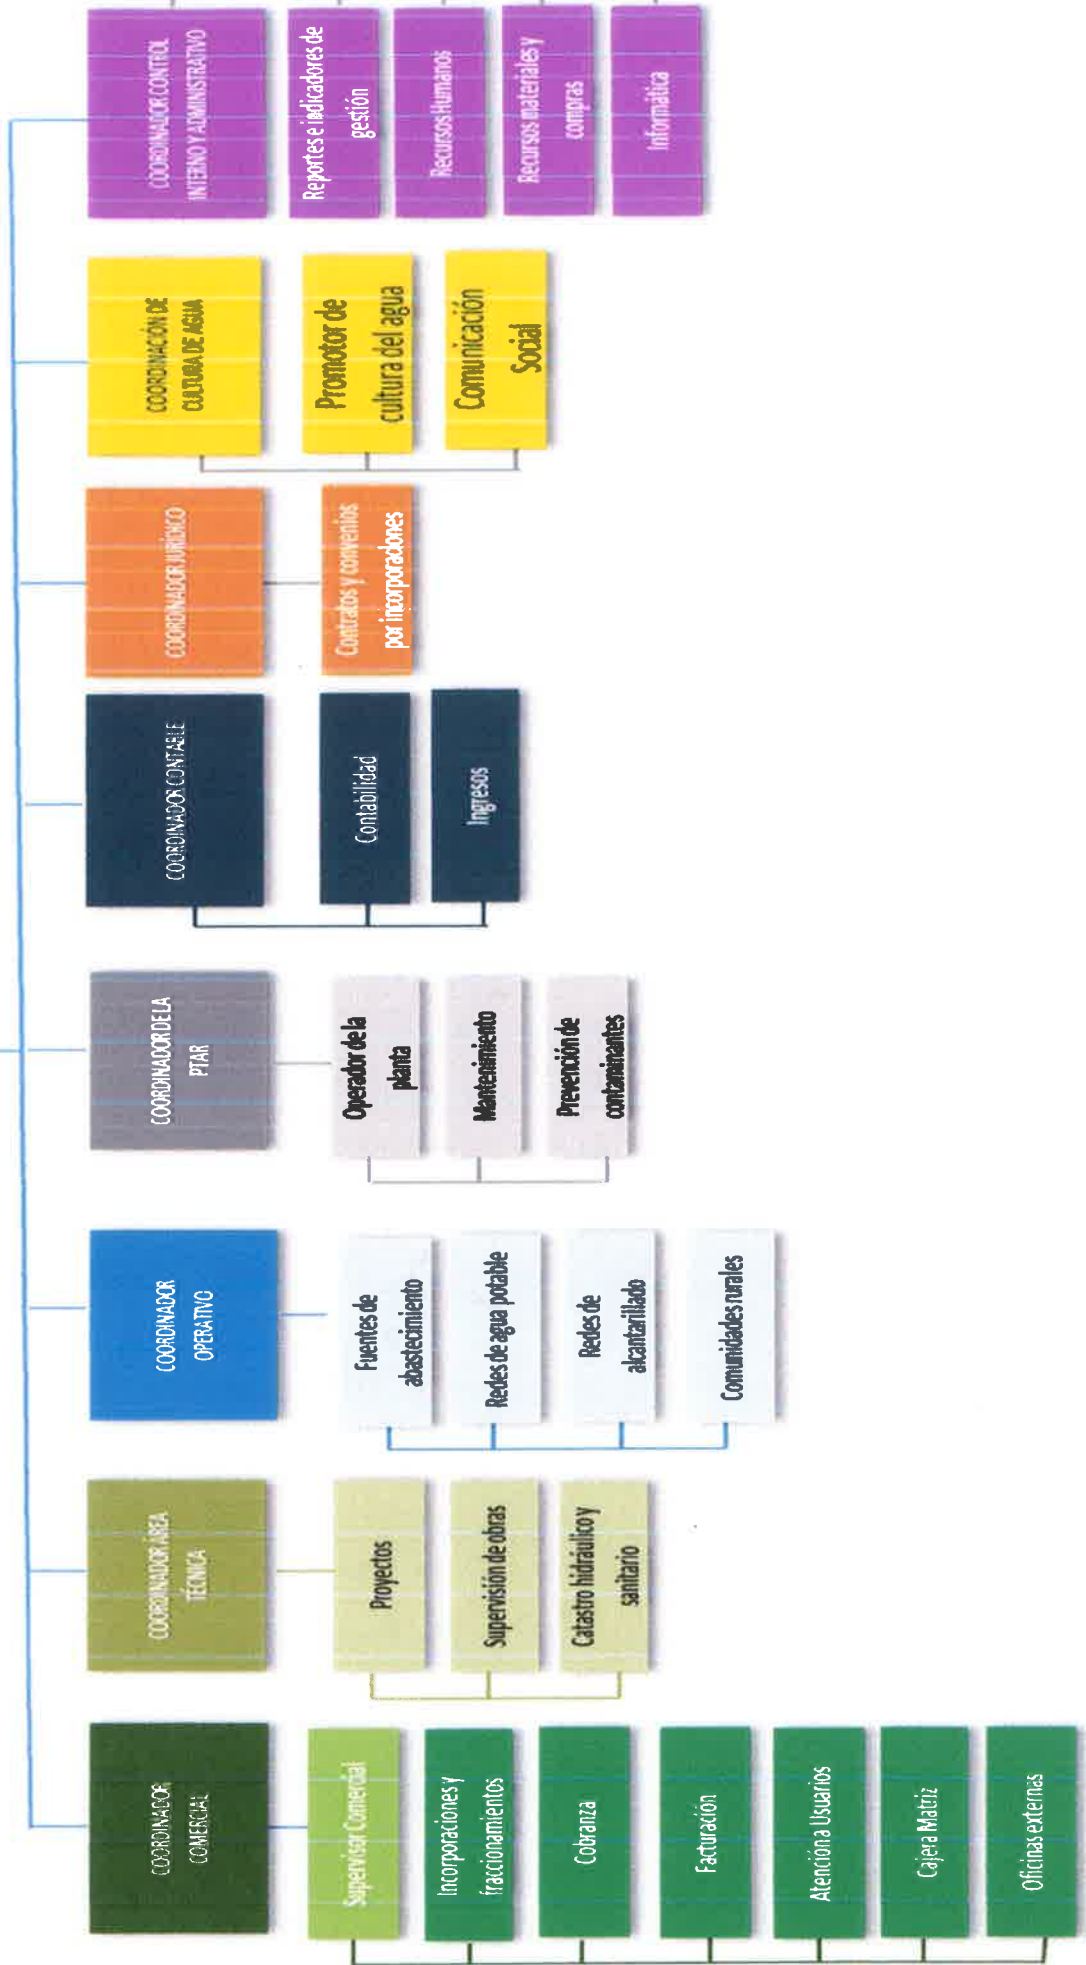 COORDINADOR
COMERCIAL
Supervisor Comercial
Incorporaciones y
fraccionamientos
Cobranza
Facturación
Atención a Usuarios
Cajera Matriz
Oficinas externas
COORDINADOR ÁREA
TÉCNICA
Proyectos
Supervisión de obras
Catastro hidráulico y
sanitario
COORDINADOR
OPERATIVO
Fuentes de
abastecimiento
Redes de agua potable
Redes de
alcantarillado
Comunidades rurales
COORDINADOR DE LA
PTAR
Operador de la
planta
Mantenimiento
Prevención de
contaminantes
COORDINADOR CONTABLE
Contabilidad
Ingresos
COORDINADOR JURÍDICO
Contratos y convenios
por incorporaciones
COORDINACIÓN DE
CULTURA DE AGUA
Promotor de
cultura del agua
Comunicación
Social
COORDINADOR CONTROL
INTERNO Y ADMINISTRATIVO
Reportes e indicadores de
gestión
Recursos Humanos
Recursos materiales y
compras
Informática